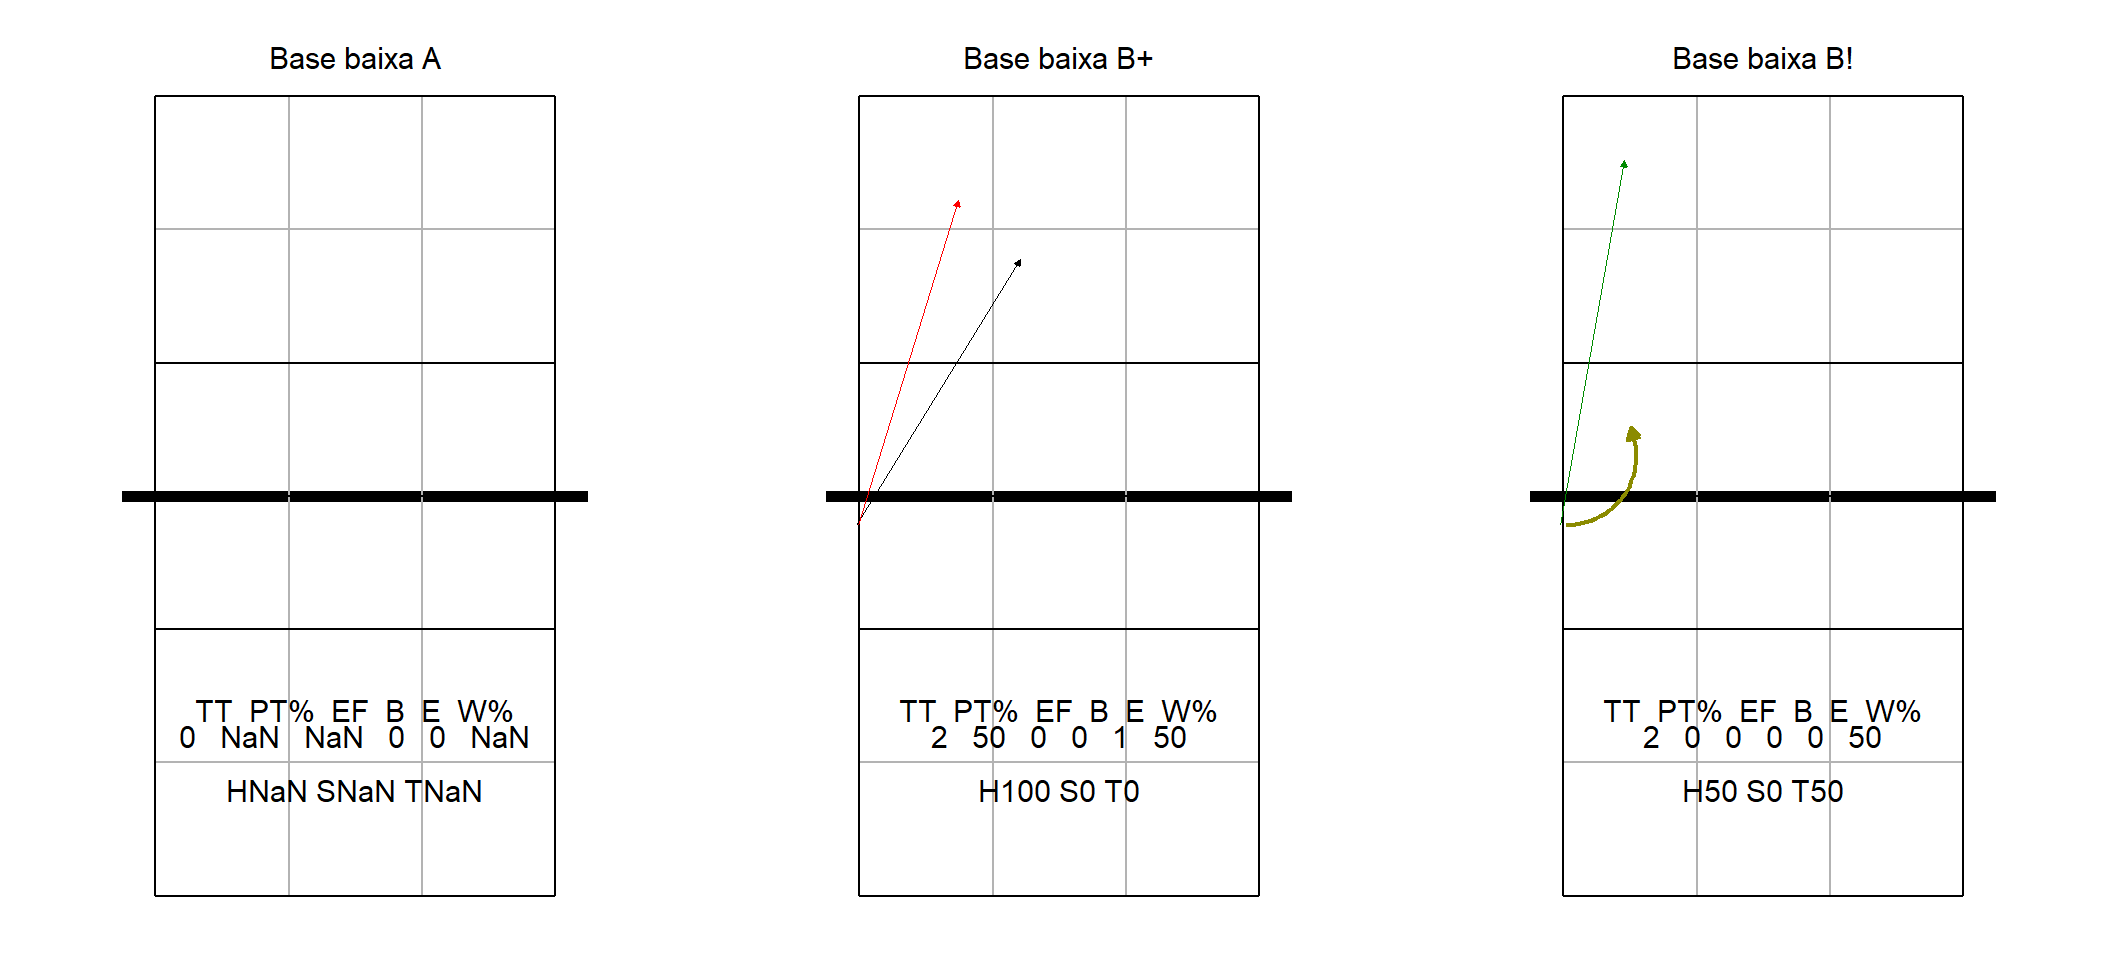 Base baixa A
TT PT% EF B E W%
0 NaN NaN 0 0 NaN
HNaN SNaN TNaN
Base baixa B+
TT PT% EF B E W%
2 50 0 0 1 50
H100 S0 T0
Base baixa B!
TT PT% EF B E W%
2 0 0 0 0 50
H50 S0 T50